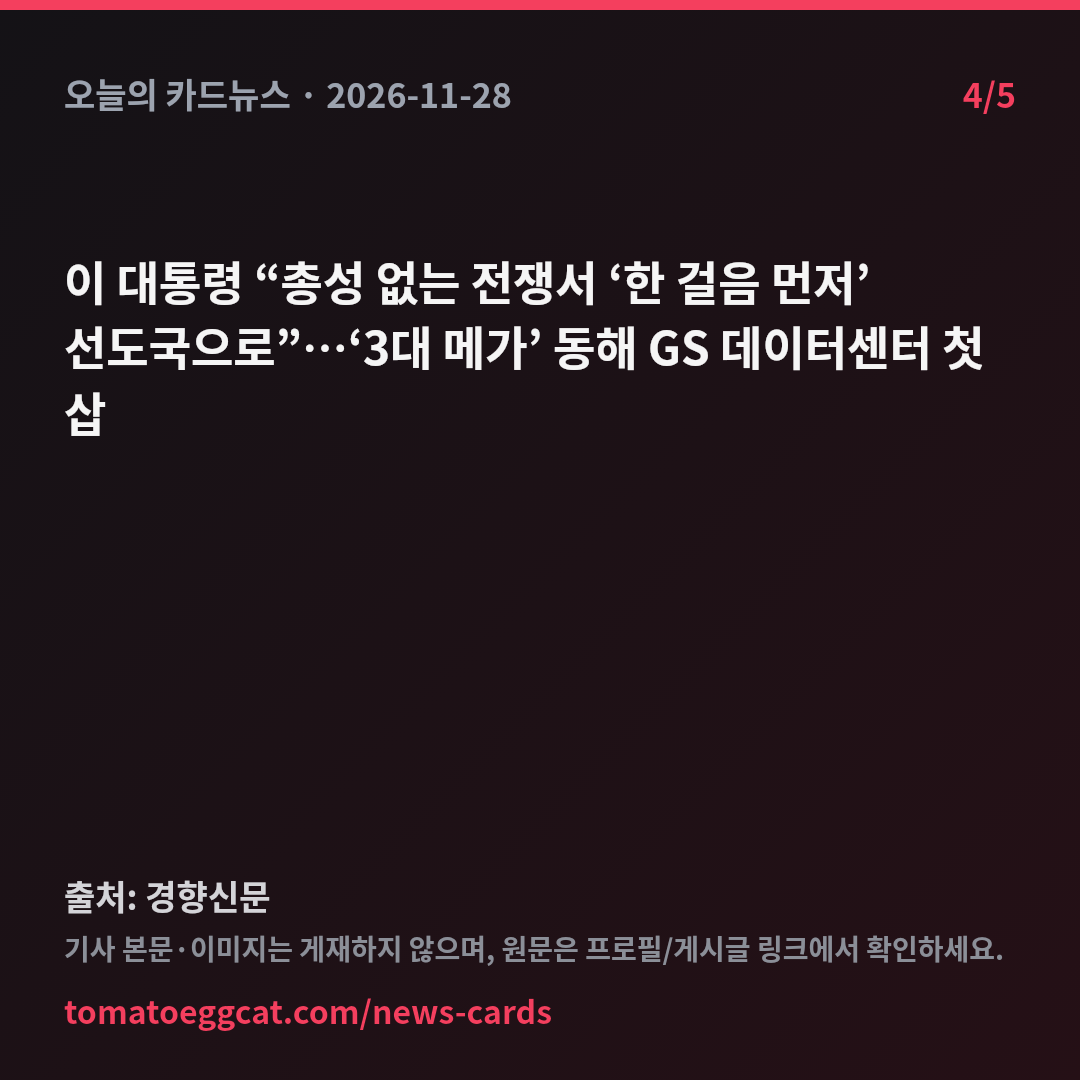 오늘의 카드뉴스 · 2026-11-28
4/5
이 대통령 “총성 없는 전쟁서 ‘한 걸음 먼저’
선도국으로”…‘3대 메가’ 동해 GS 데이터센터 첫
삽
출처: 경향신문
기사 본문·이미지는 게재하지 않으며, 원문은 프로필/게시글 링크에서 확인하세요.
tomatoeggcat.com/news-cards